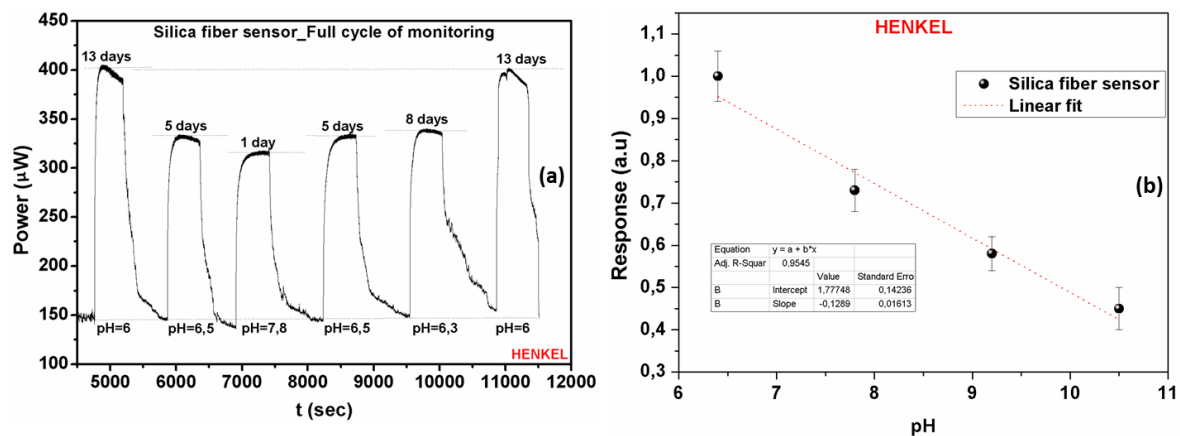 Silica fiber sensor_Full cycle of monitoring
450
400
350
300
250
200
150
100
Power (µW)
13 days
5 days
1 day
5 days
8 days
13 days
(a)
pH=6
pH=6,5
pH=7,8
pH=6,5
pH=6,3
pH=6
HENKEL
5000 6000 7000 8000 9000 10000 11000 12000
t (sec)
HENKEL
1,1
1,0
0,9
0,8
0,7
0,6
0,5
0,4
0,3
Response (a.u)
Silica fiber sensor
Linear fit
(b)
Equation y = a + b*x
Adj. R-Squar 0,9545
Value Standard Erro
B Intercept 1,77748 0,14236
B Slope -0,1289 0,01613
6 7 8 9 10 11
pH